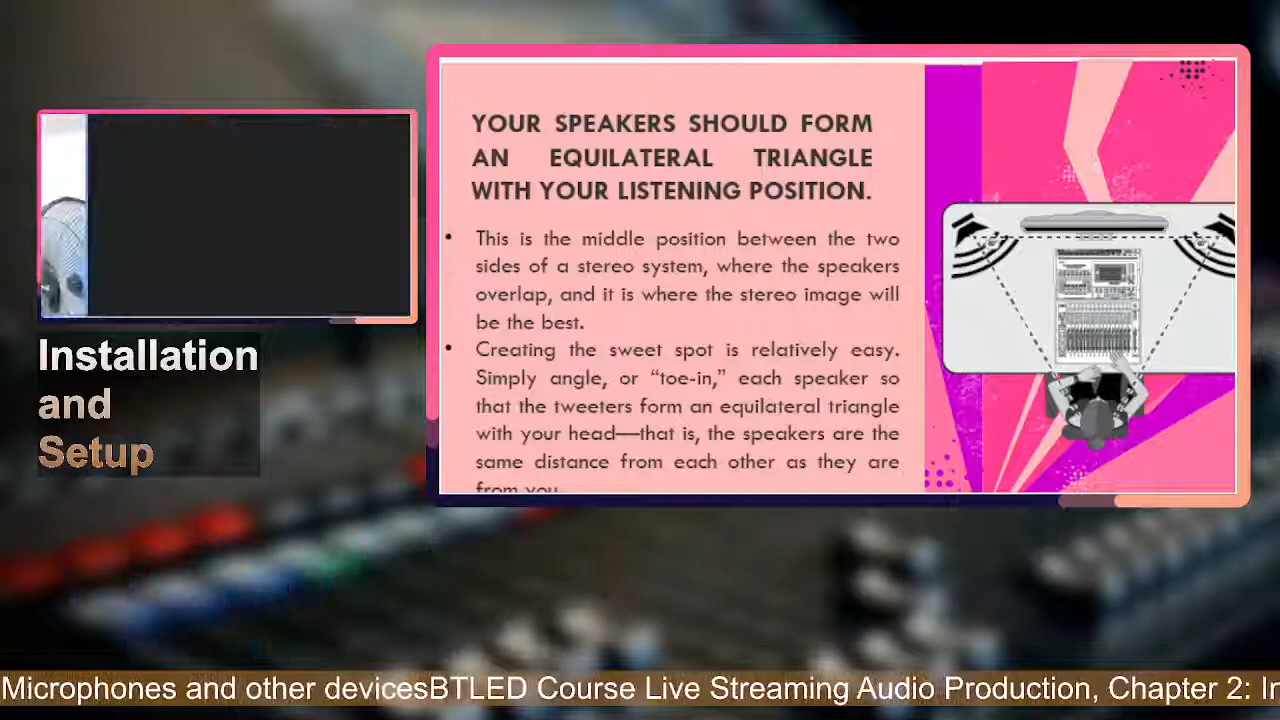 YOUR SPEAKERS SHOULD FORM
AN EQUILATERAL TRIANGLE
WITH YOUR LISTENING POSITION.
• This is the middle position between the two
sides of a stereo system, where the speakers
overlap, and it is where the stereo image will
be the best.
• Creating the sweet spot is relatively easy.
Simply angle, or “toe-in,” each speaker so
that the tweeters form an equilateral triangle
with your head—that is, the speakers are the
same distance from each other as they are
from you.
Installation
and
Setup
Microphones and other devicesBTLED Course Live Streaming Audio Production, Chapter 2: In